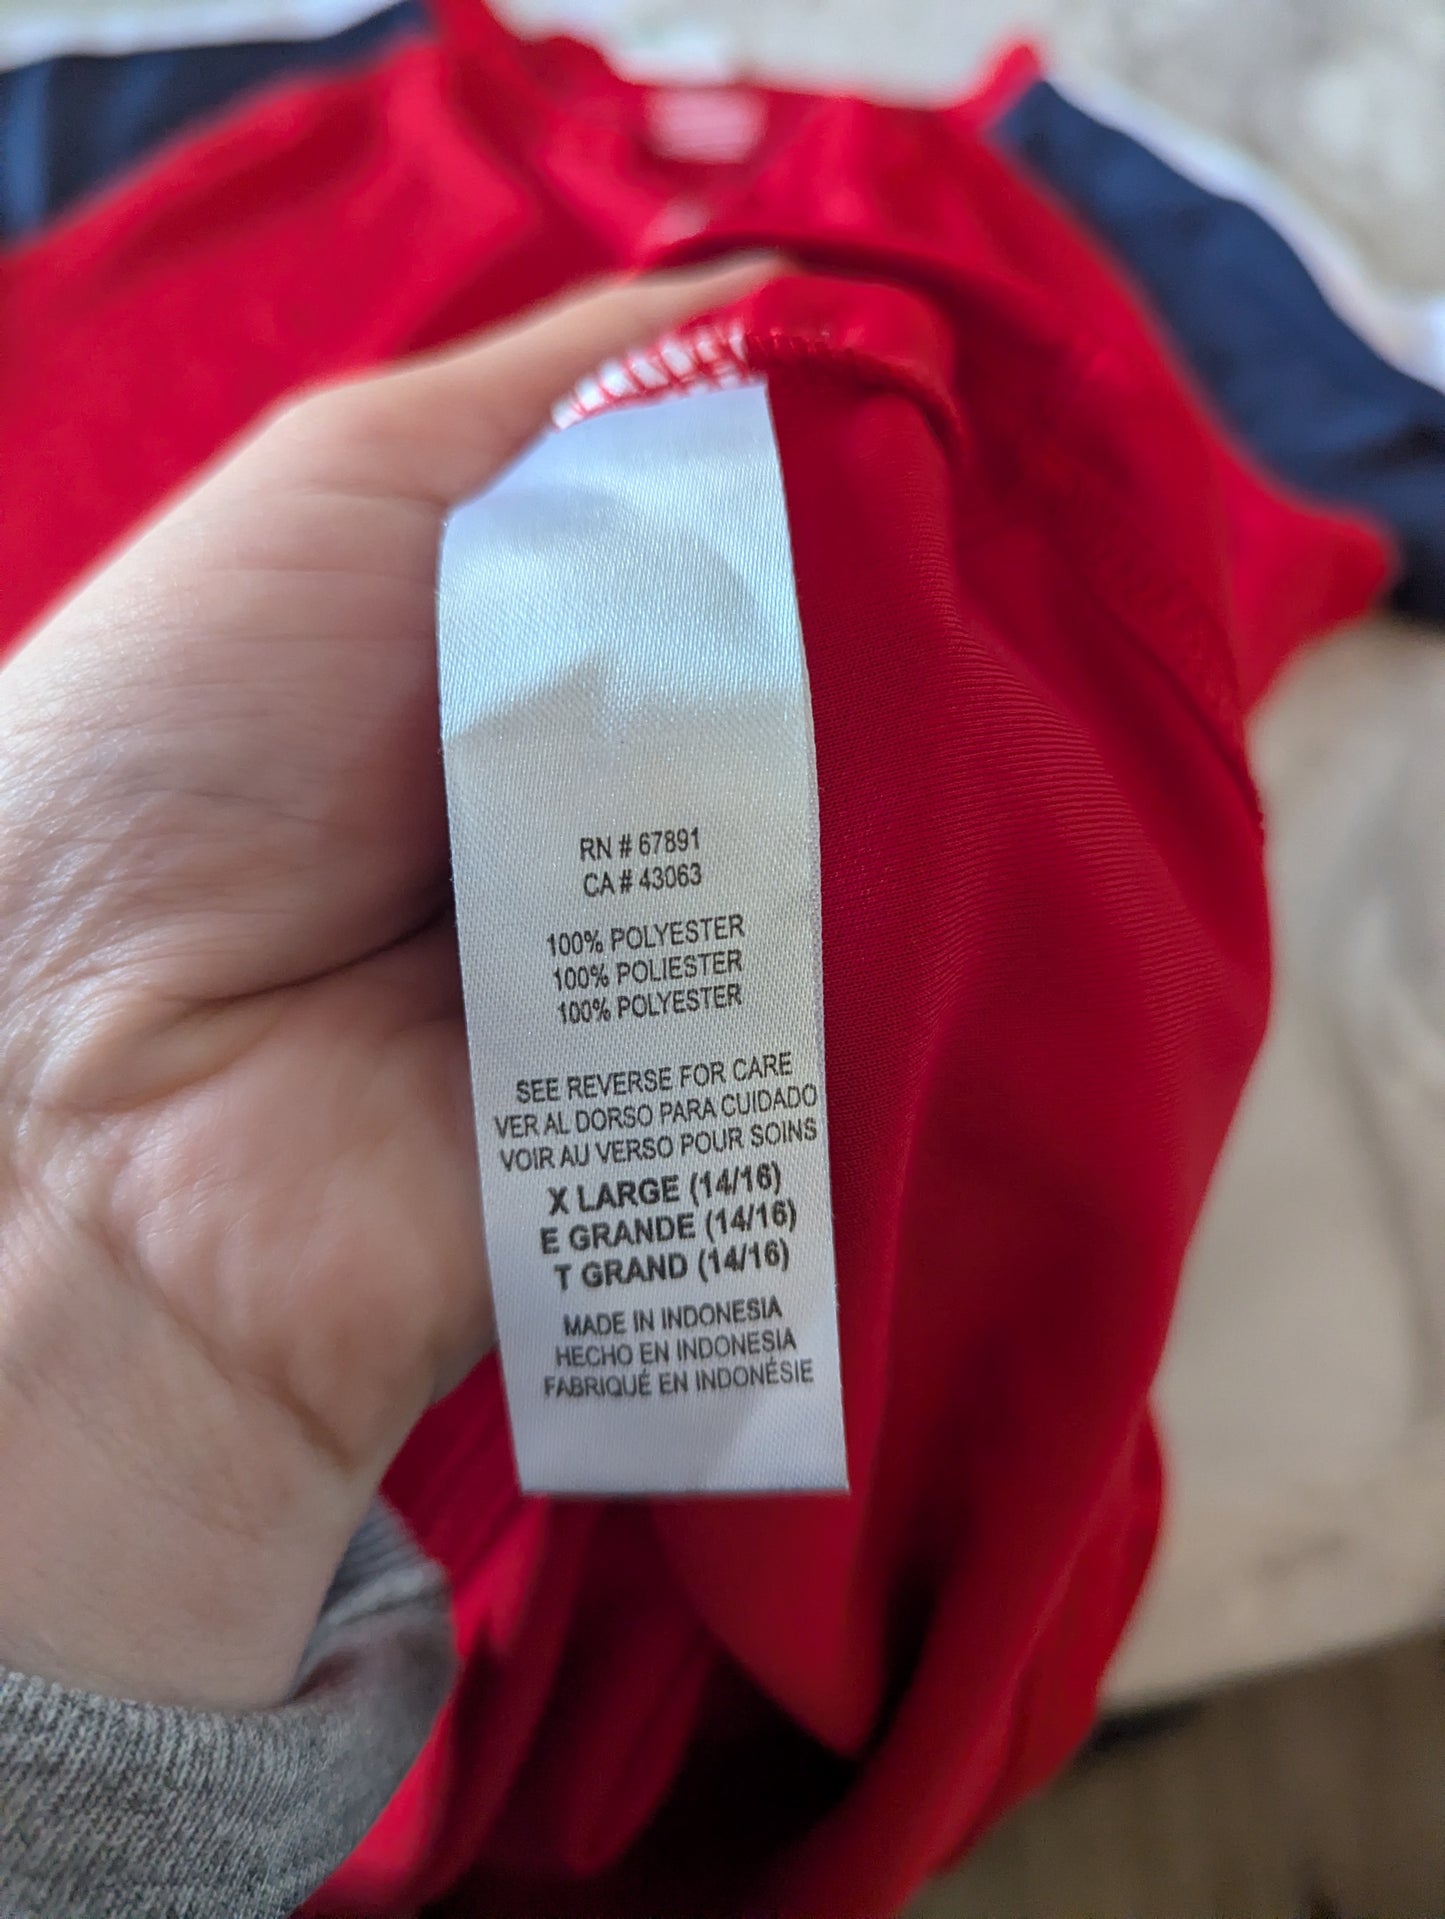 RN # 67891
CA # 43063
100% POLYESTER
100% POLIESTER
100% POLYESTER
SEE REVERSE FOR CARE
VER AL DORSO PARA CUIDADO
VOIR AU VERSO POUR SOINS
X LARGE (14/16)
E GRANDE (14/16)
T GRAND (14/16)
MADE IN INDONESIA
HECHO EN INDONESIA
FABRIQUÉ EN INDONÉSIE